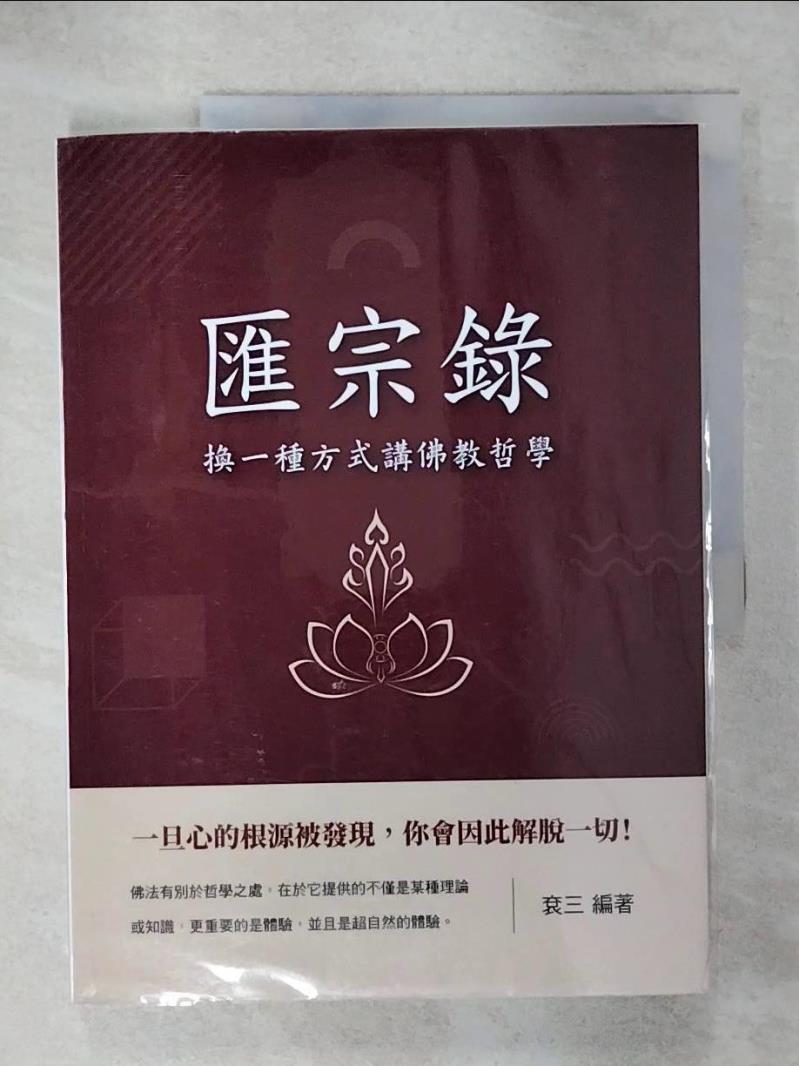 匯宗錄
換一種方式講佛教哲學
一旦心的根源被發現，你會因此解脫一切！
佛法有別於哲學之處，在於它提供的不僅是某種理論
或知識，更重要的是體驗，並且是超自然的體驗。
袞三 編著